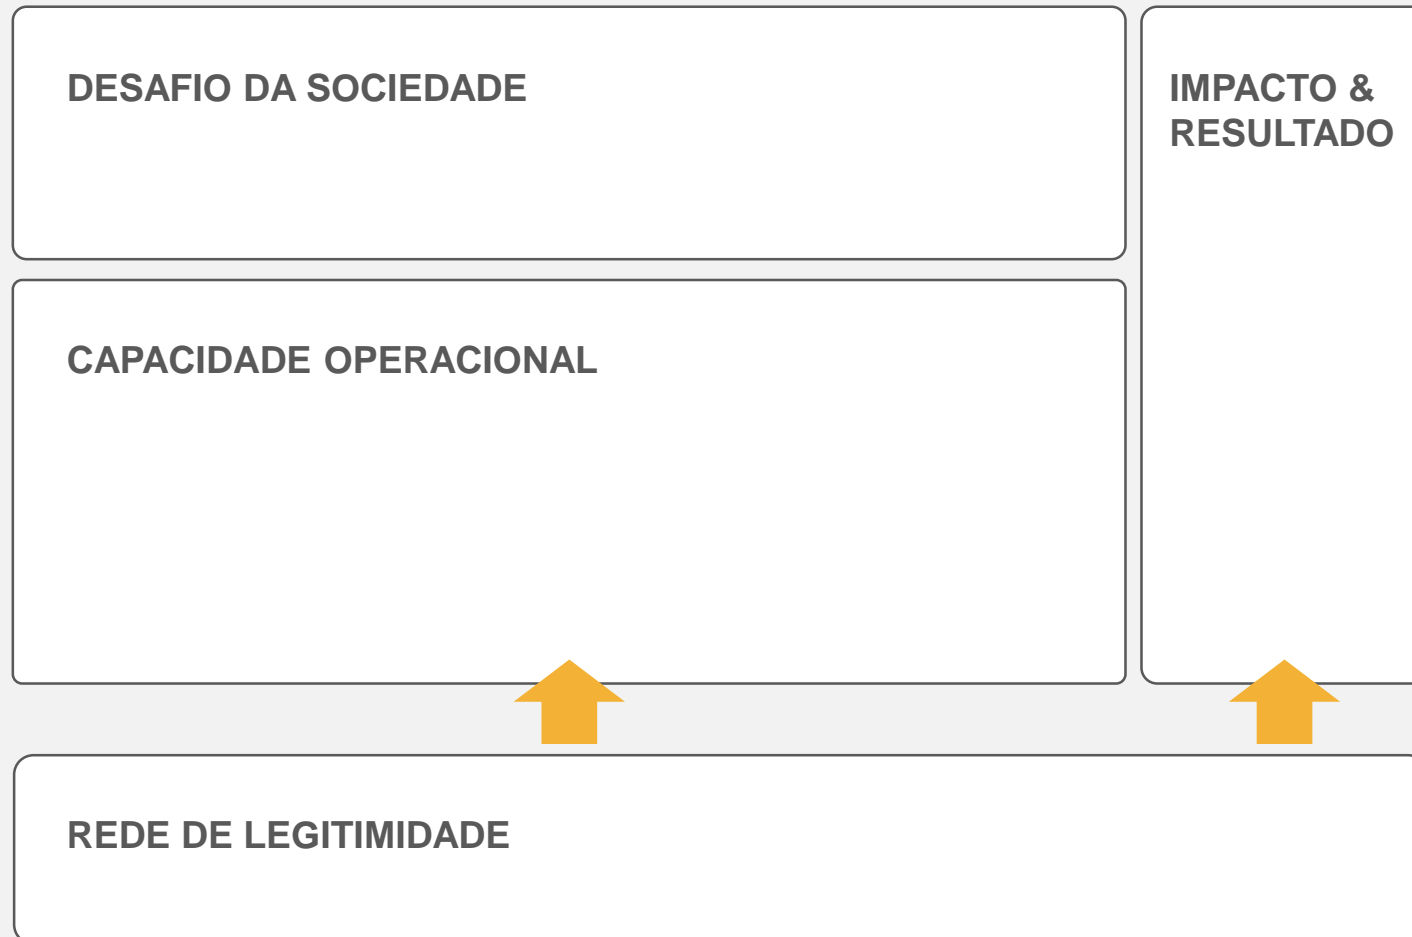 DESAFIO DA SOCIEDADE
IMPACTO &
RESULTADO
CAPACIDADE OPERACIONAL
REDE DE LEGITIMIDADE